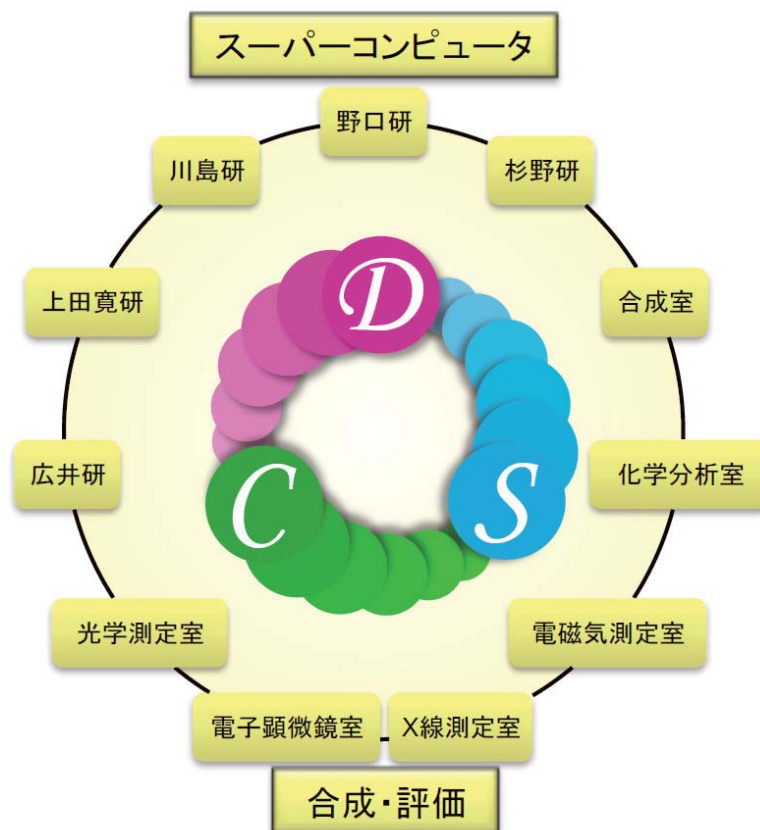 スーパーコンピュータ
野口研
川島研
杉野研
上田寛研
合成室
D
広井研
化学分析室
C
S
光学測定室
電磁気測定室
電子顕微鏡室
X線測定室
合成・評価